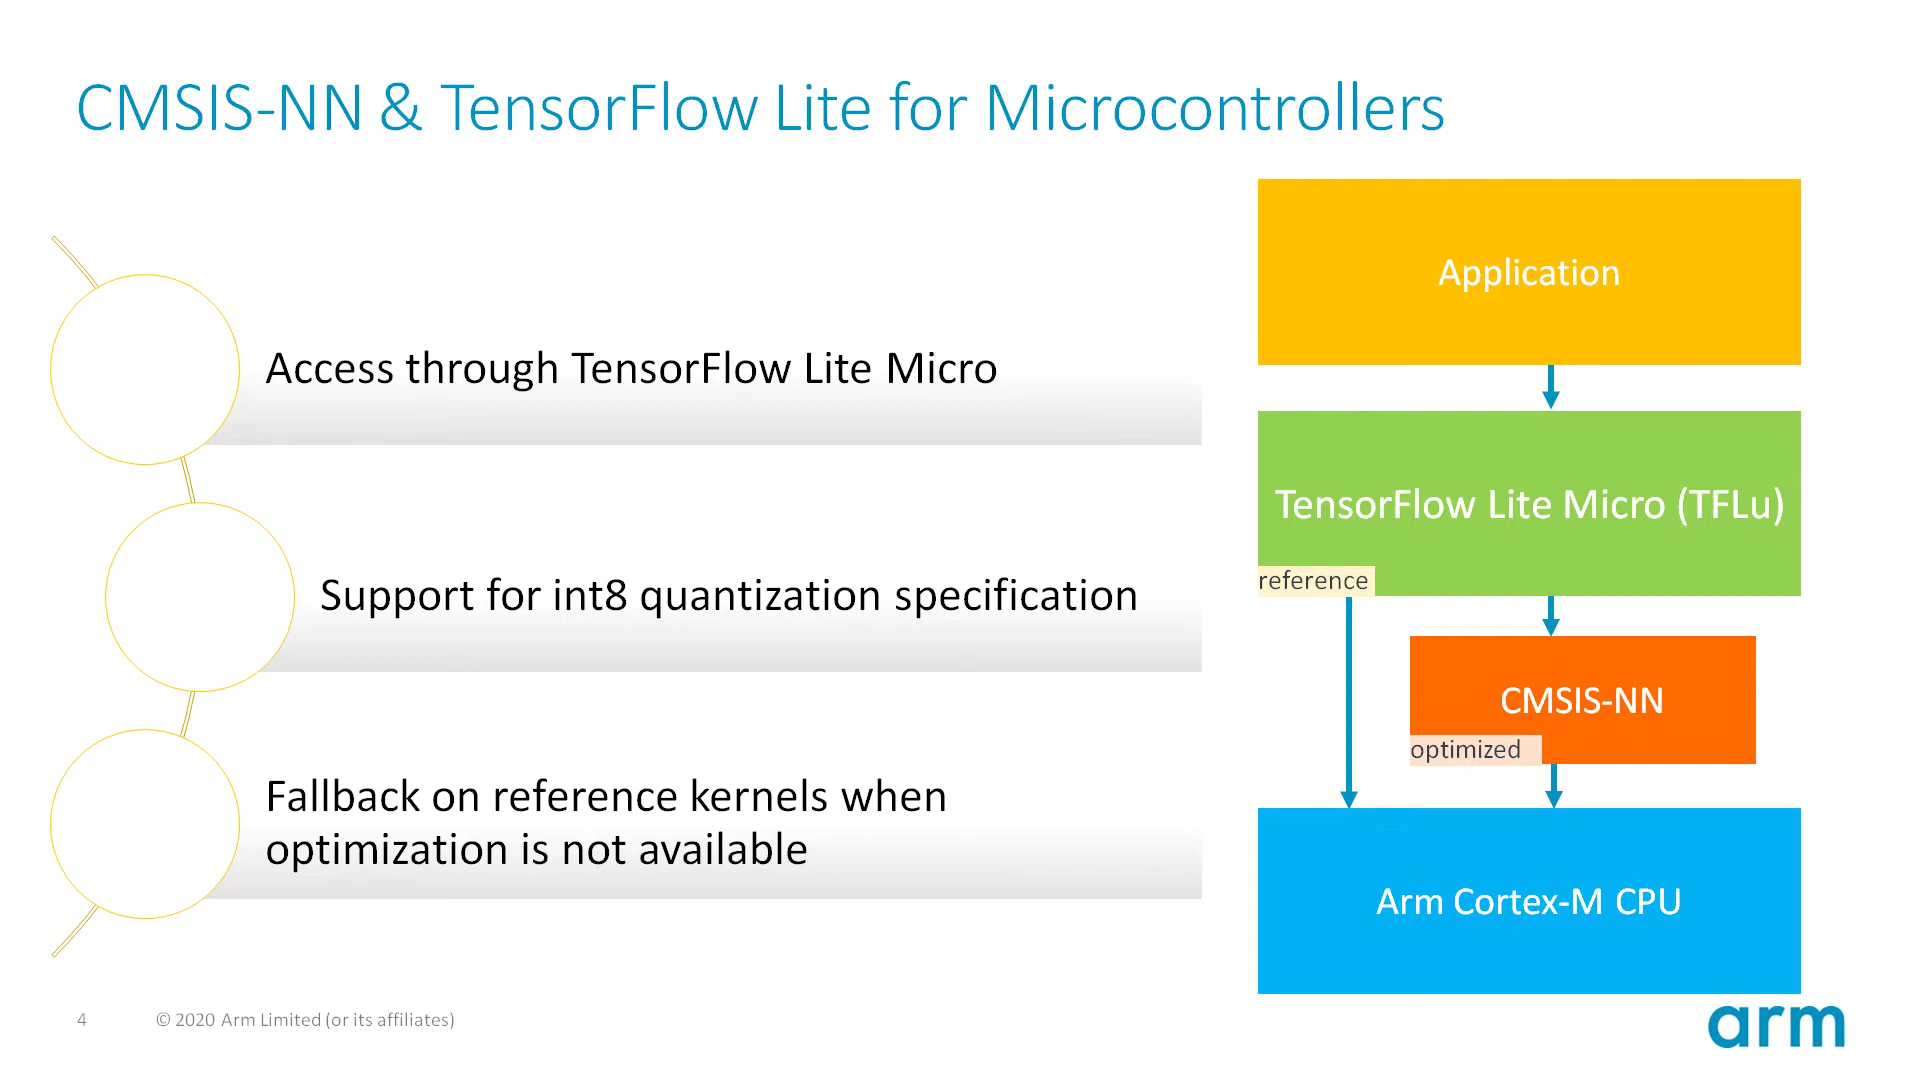 CMSIS-NN & TensorFlow Lite for Microcontrollers
Access through TensorFlow Lite Micro
Support for int8 quantization specification
Fallback on reference kernels when
optimization is not available
Application
TensorFlow Lite Micro (TFLu)
reference
CMSIS-NN
optimized
Arm Cortex-M CPU
4
© 2020 Arm Limited (or its affiliates)
arm